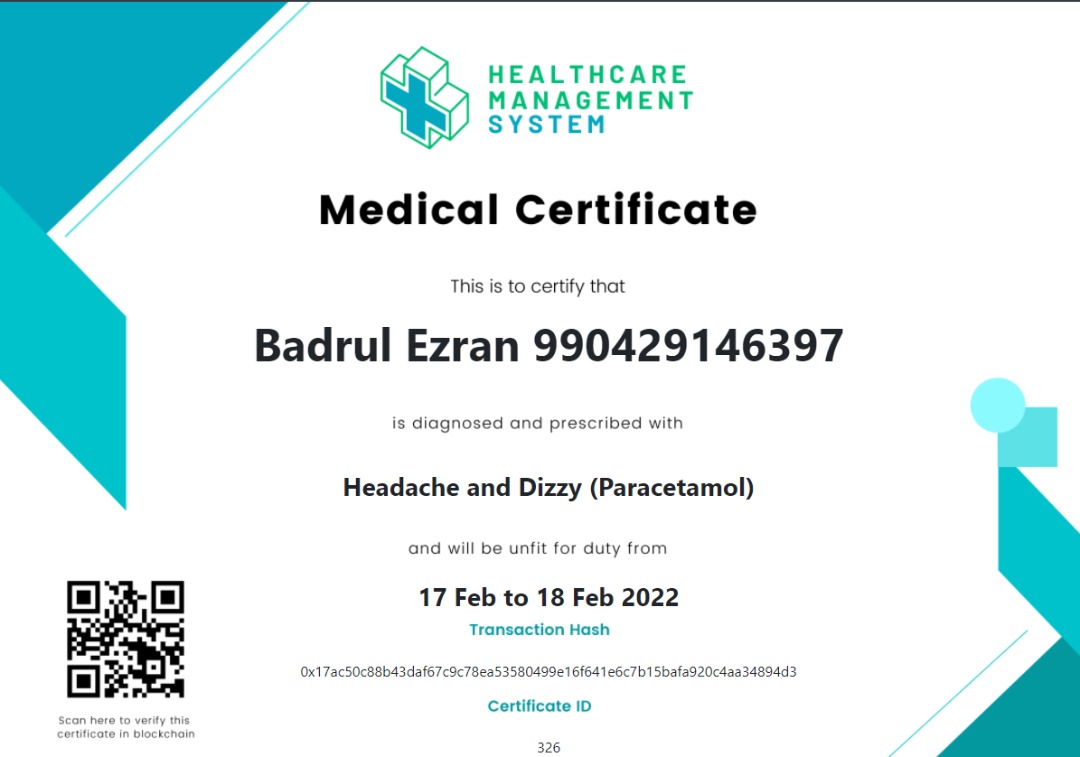 HEALTHCARE
MANAGEMENT
SYSTEM
Medical Certificate
This is to certify that
Badrul Ezran 990429146397
is diagnosed and prescribed with
Headache and Dizzy (Paracetamol)
and will be unfit for duty from
17 Feb to 18 Feb 2022
Transaction Hash
0x17ac50c88b43daf67c9c78ea53580499e16f641e6c7b15bafa920c4aa34894d3
Certificate ID
326
Scan here to verify this
certificate in blockchain